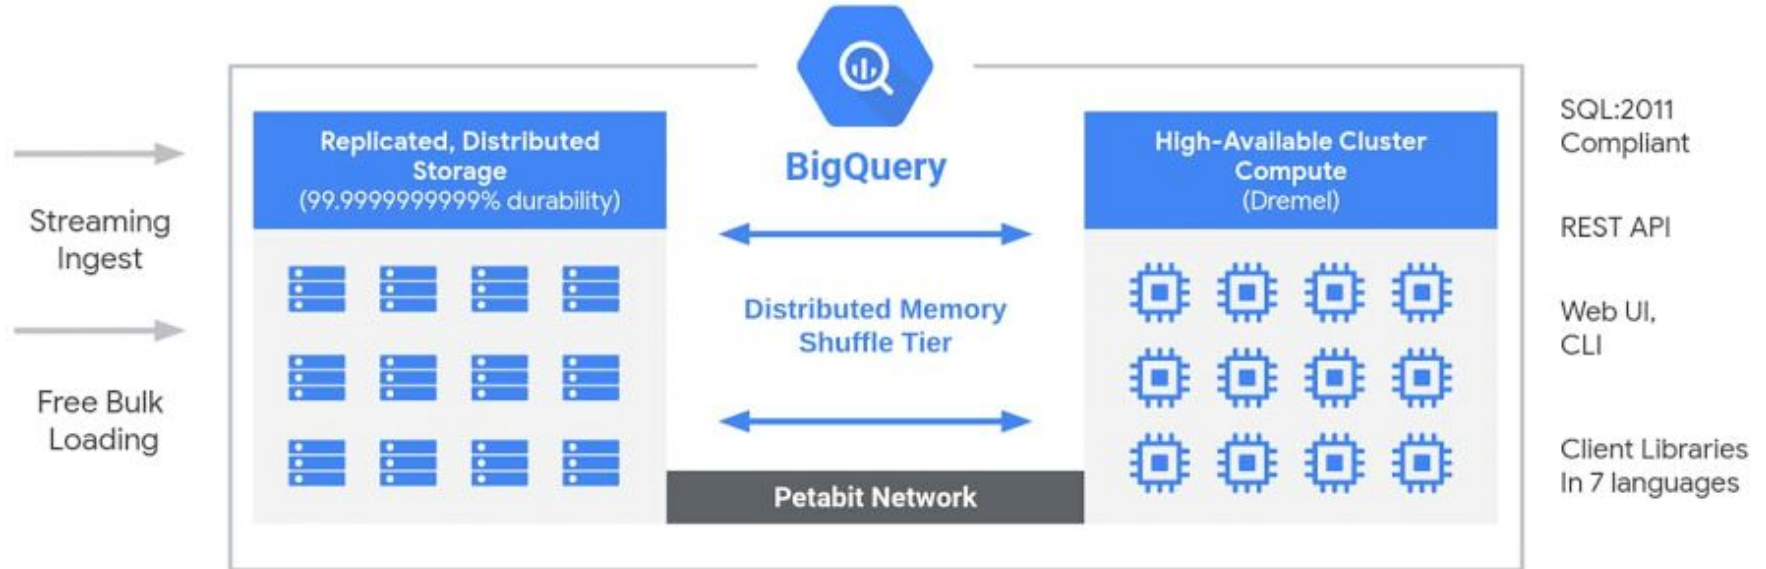 Streaming
Ingest
Free Bulk
Loading
Replicated, Distributed
Storage
(99.9999999999% durability)
BigQuery
Distributed Memory
Shuffle Tier
Petabit Network
High-Available Cluster
Compute
(Dremel)
SQL:2011
Compliant
REST API
Web UI,
CLI
Client Libraries
In 7 languages